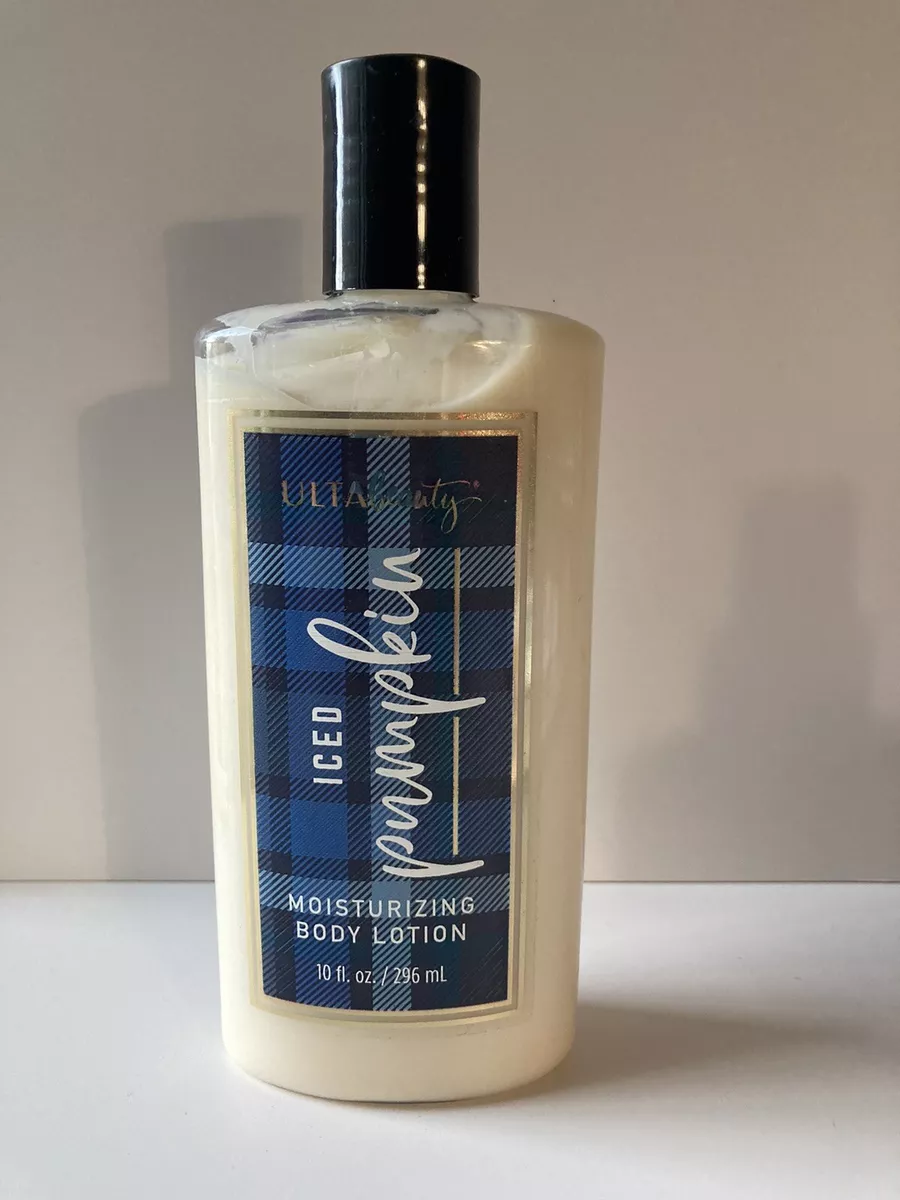 ULTA beauty
ICED
pumpkin
MOISTURIZING
BODY LOTION
10 fl. oz. / 296 mL